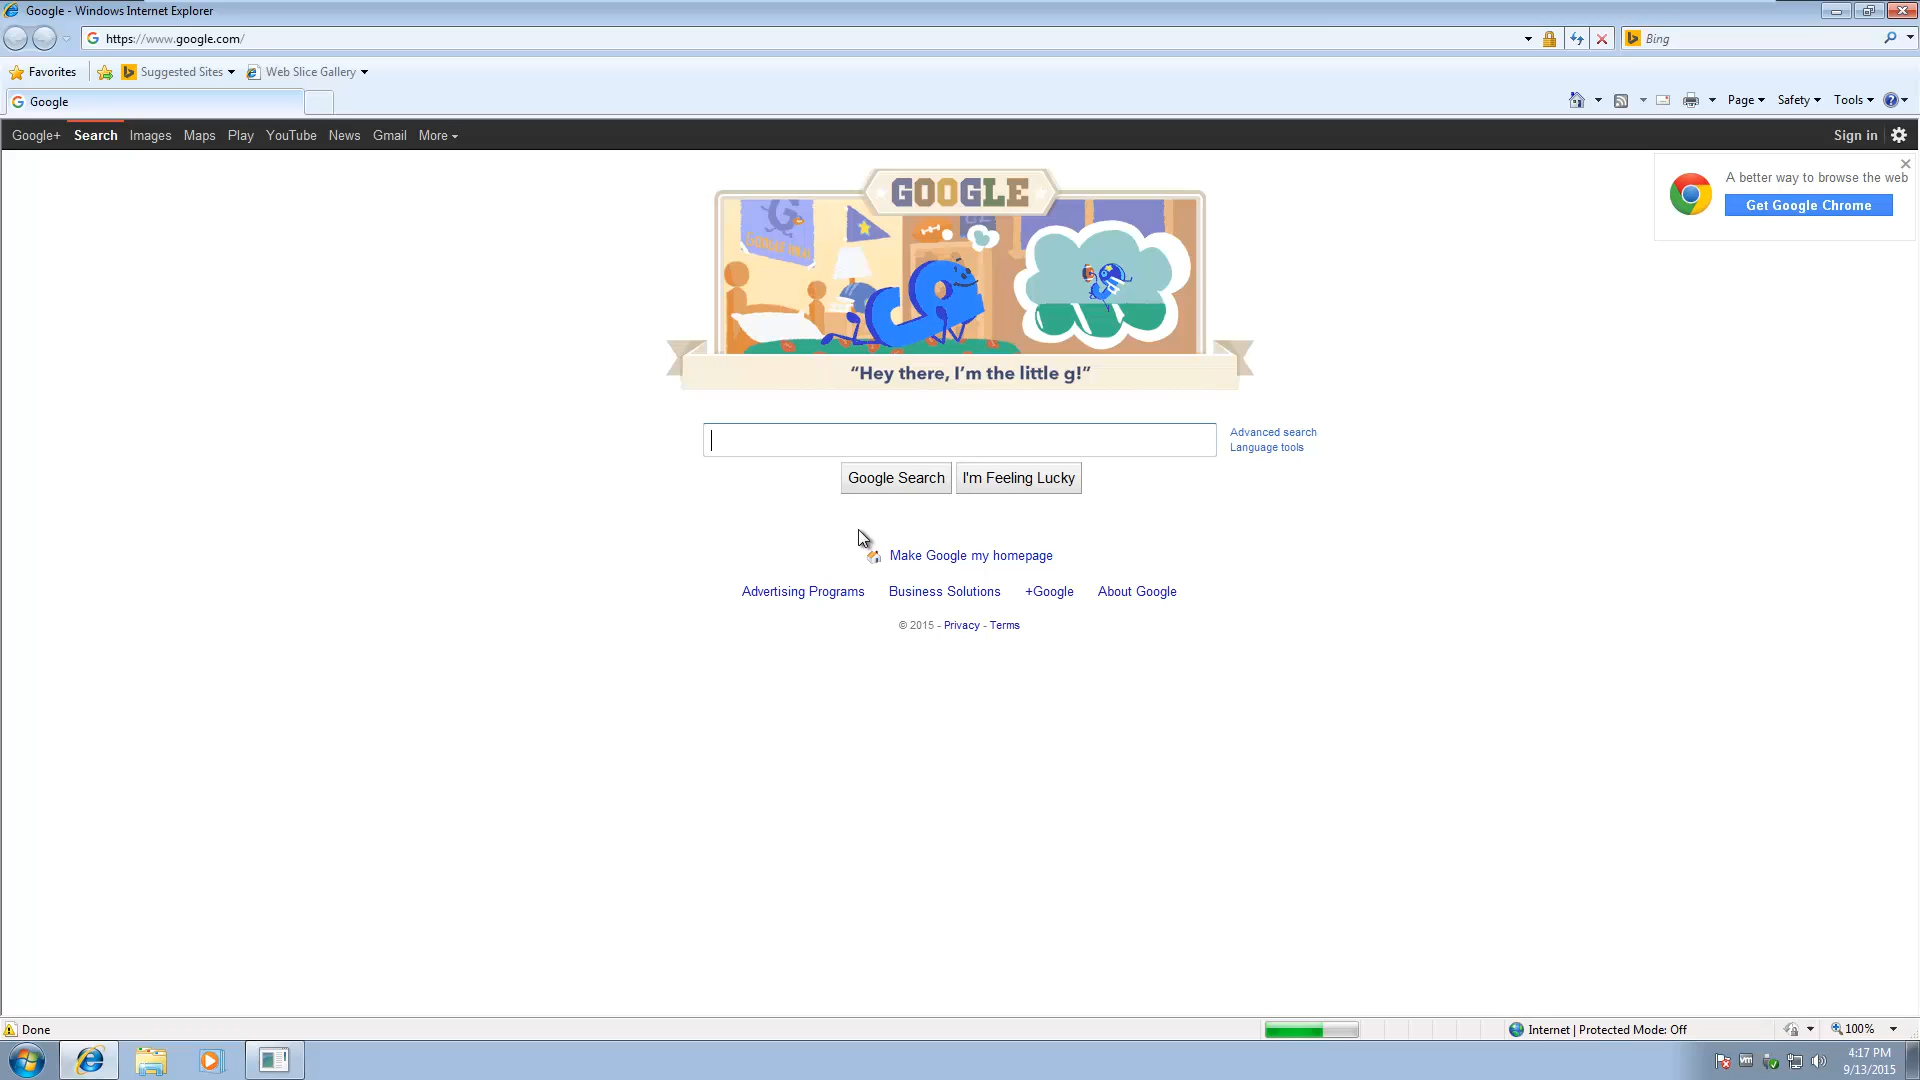 Google - Windows Internet Explorer
https://www.google.com/
Bing
Favorites Suggested Sites Web Slice Gallery
Google
Page Safety Tools
Google+ Search Images Maps Play YouTube News Gmail More
Sign in
A better way to browse the web
Get Google Chrome
GOOGLE
“Hey there, I’m the little g!”
Advanced search
Language tools
Google Search I'm Feeling Lucky
Make Google my homepage
Advertising Programs Business Solutions +Google About Google
© 2015 - Privacy - Terms
Done
Internet | Protected Mode: Off
100%
4:17 PM
9/13/2015